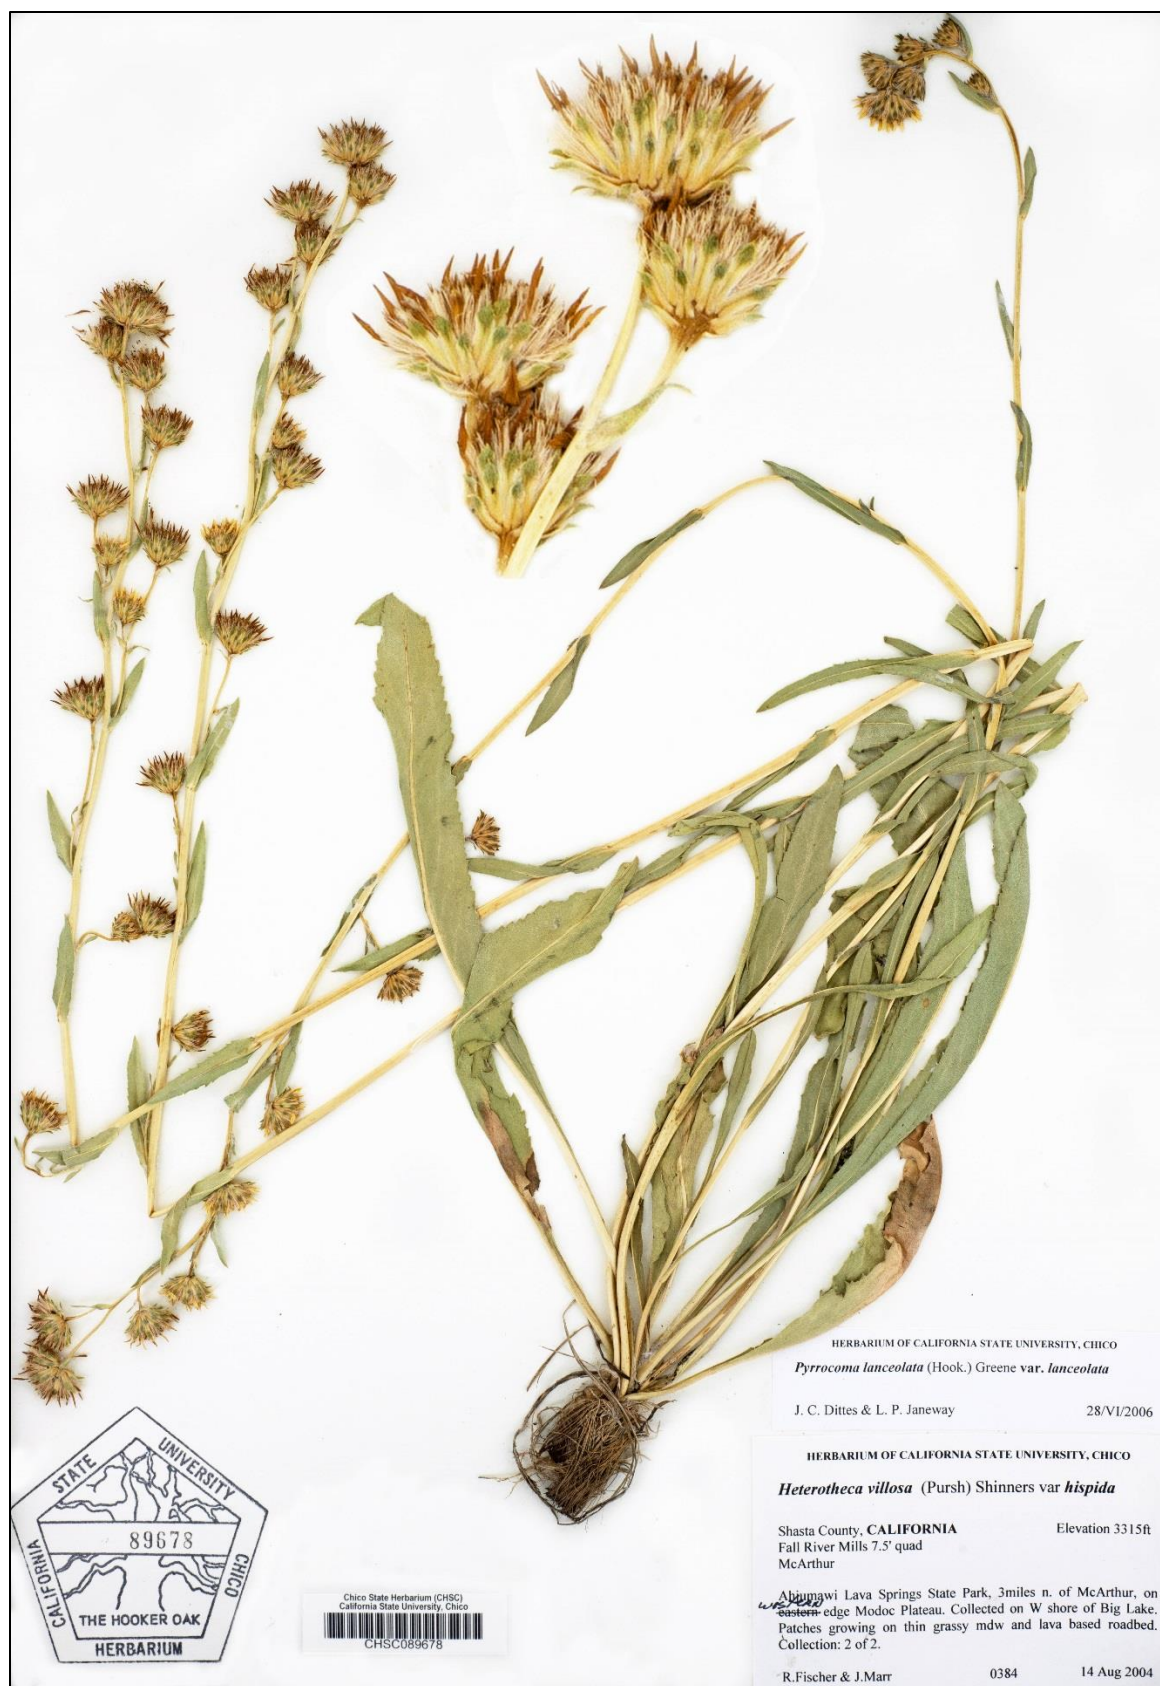 HERBARIUM OF CALIFORNIA STATE UNIVERSITY, CHICO
Pyrrocoma lanceolata (Hook.) Greene var. lanceolata
J. C. Dittes & L. P. Janeway 28/VI/2006
HERBARIUM OF CALIFORNIA STATE UNIVERSITY, CHICO
Heterotheca villosa (Pursh) Shinners var hispida
Shasta County, CALIFORNIA Elevation 3315ft
Fall River Mills 7.5' quad
McArthur
Ahjumawi Lava Springs State Park, 3miles n. of McArthur, on
western
eastern edge Modoc Plateau. Collected on W shore of Big Lake.
Patches growing on thin grassy mdw and lava based roadbed.
Collection: 2 of 2.
R.Fischer & J.Marr 0384 14 Aug 2004
CALIFORNIA STATE UNIVERSITY CHICO
89678
THE HOOKER OAK
HERBARIUM
Chico State Herbarium (CHSC)
California State University, Chico
CHSC089678